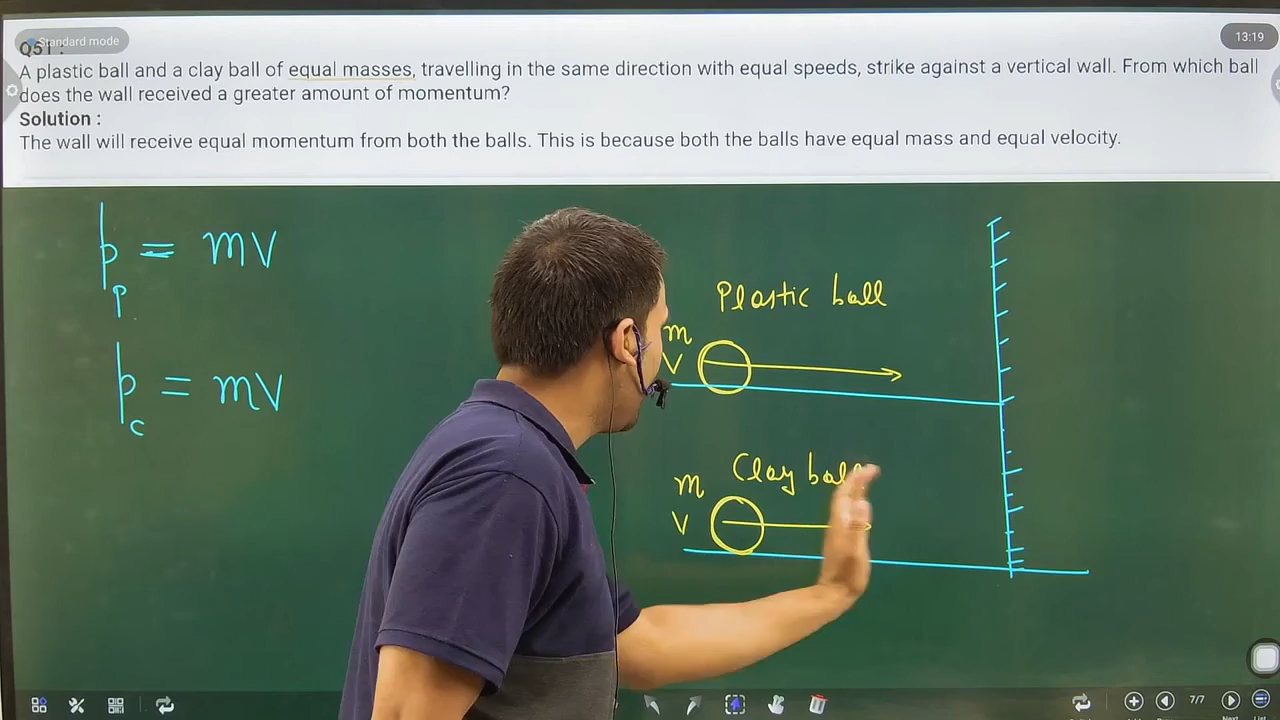 Standard mode
13:19
Q51 :
A plastic ball and a clay ball of equal masses, travelling in the same direction with equal speeds, strike against a vertical wall. From which ball
does the wall received a greater amount of momentum?
Solution :
The wall will receive equal momentum from both the balls. This is because both the balls have equal mass and equal velocity.
p_p = mv
Plastic ball
m
v
p_c = mv
Clay ball
m
v
7/7